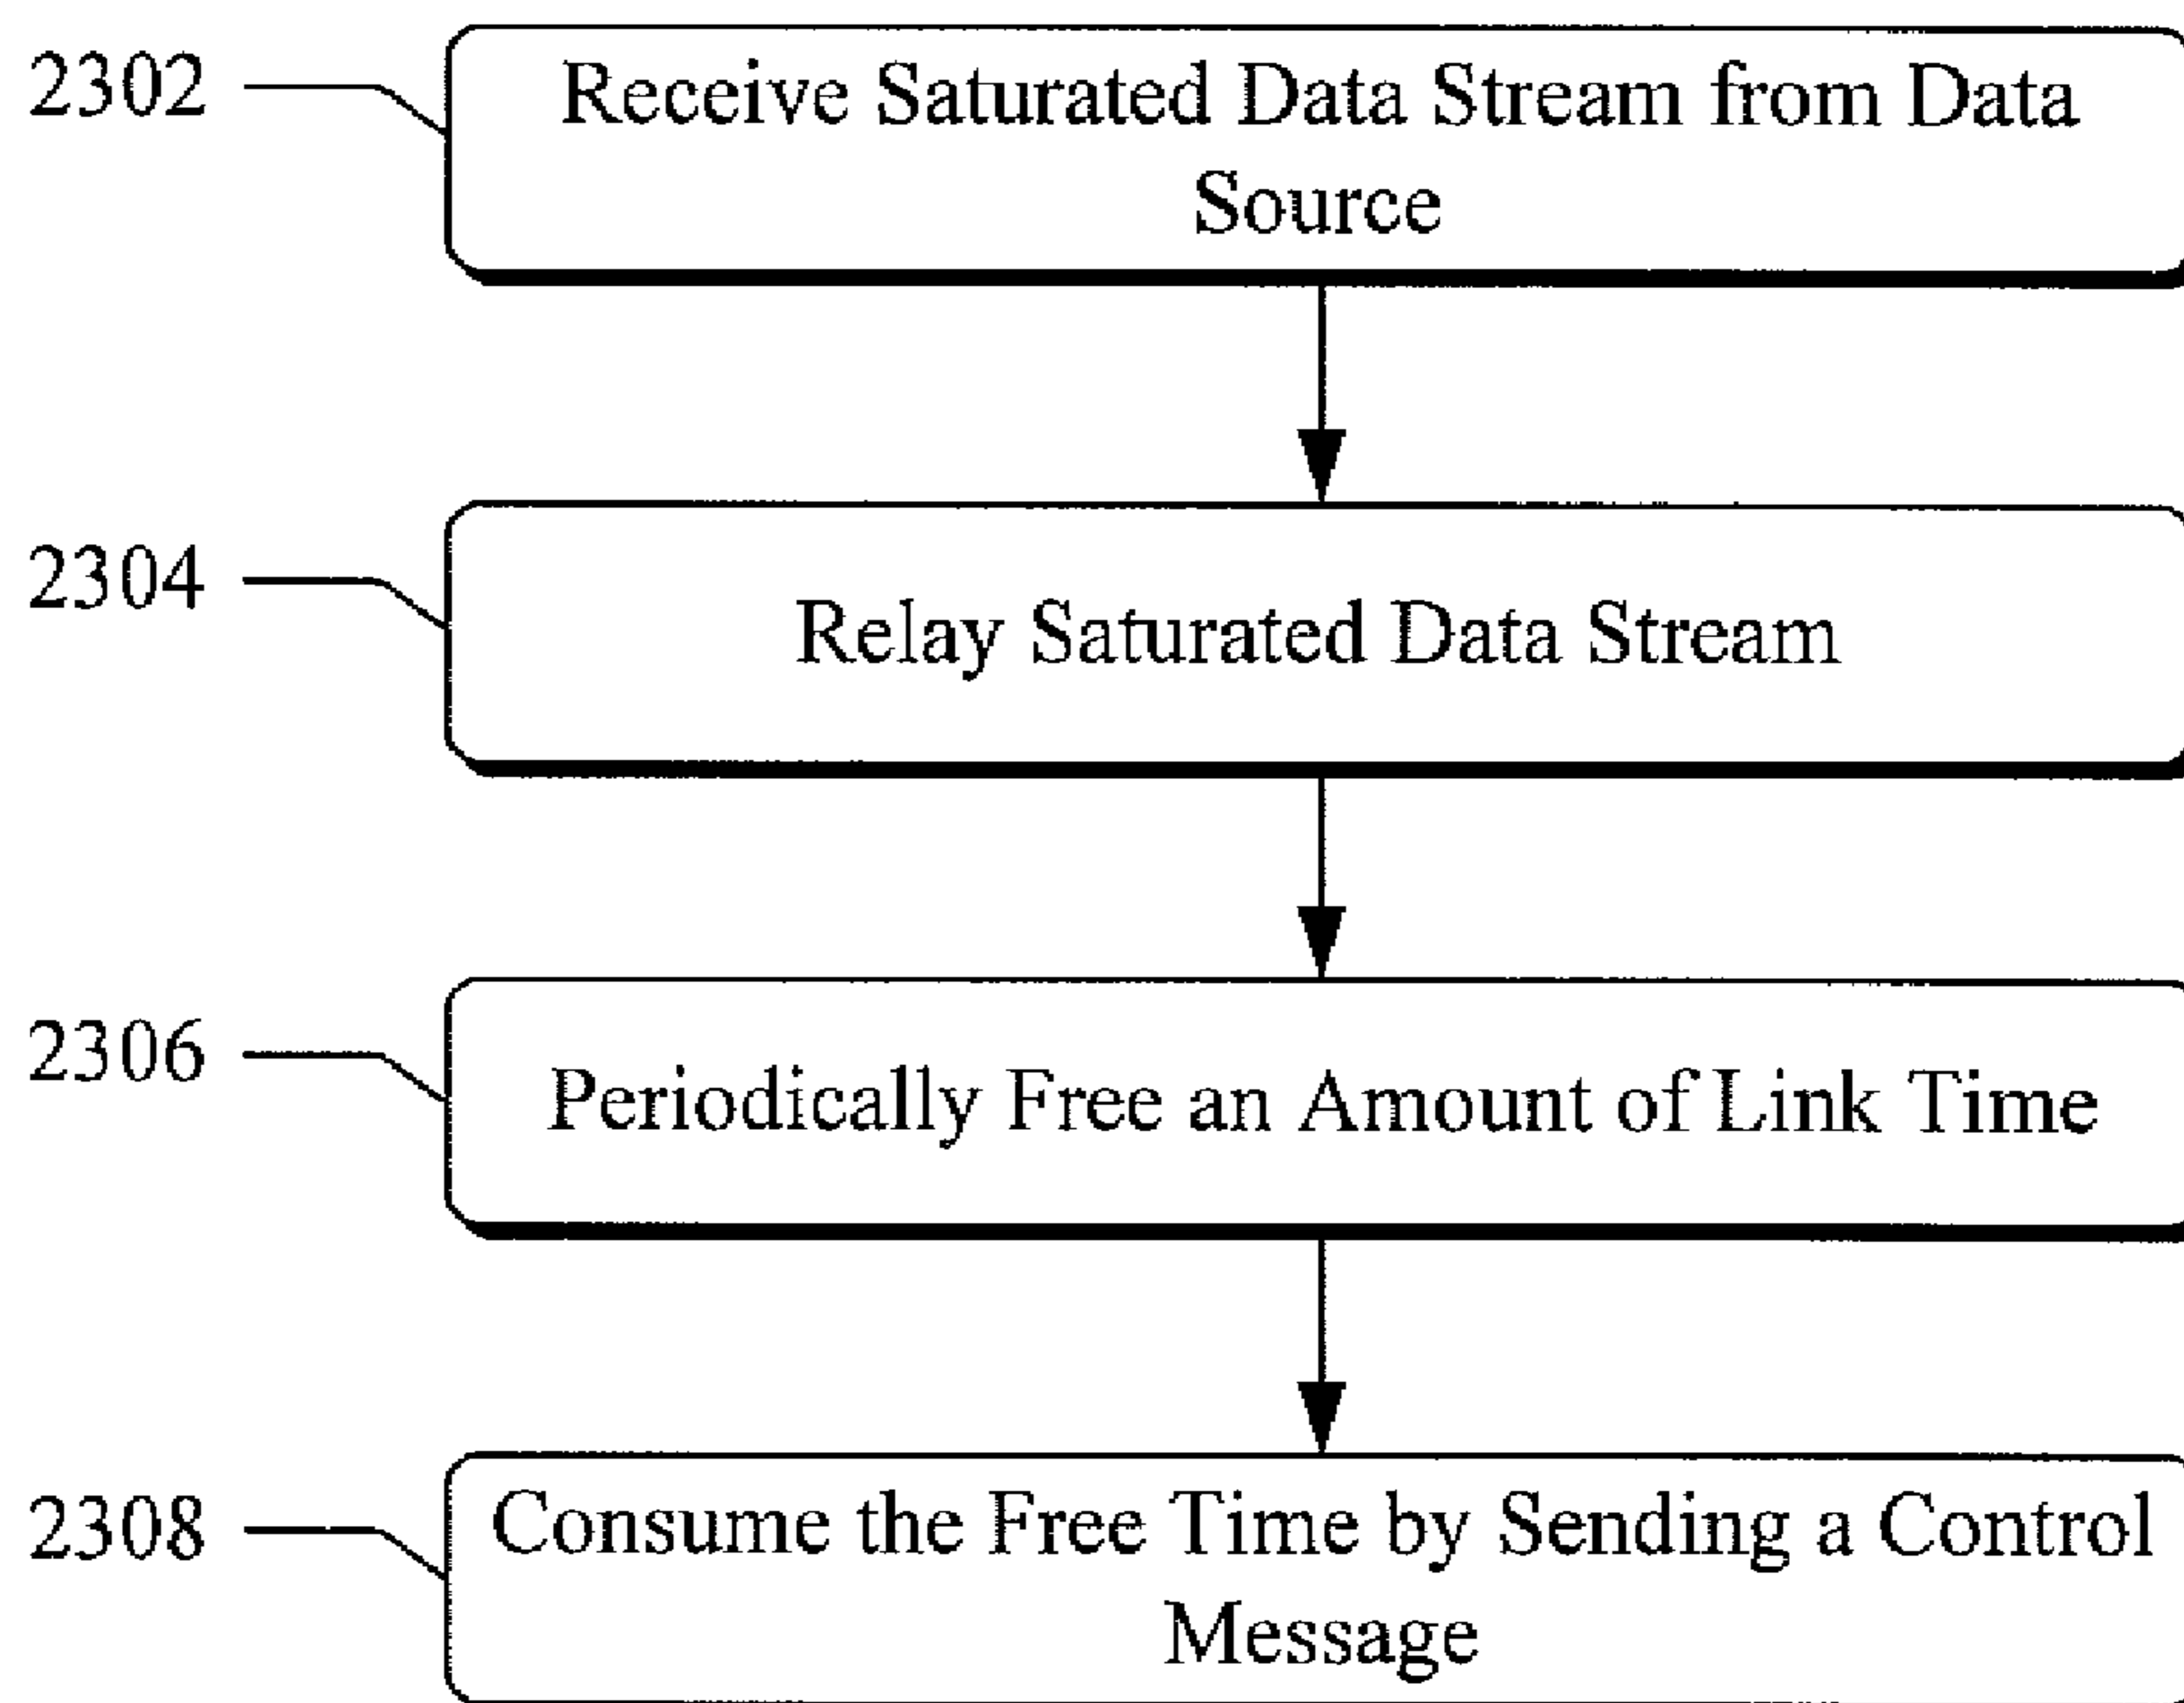 2302
Receive Saturated Data Stream from Data
Source
2304
Relay Saturated Data Stream
2306
Periodically Free an Amount of Link Time
2308
Consume the Free Time by Sending a Control
Message